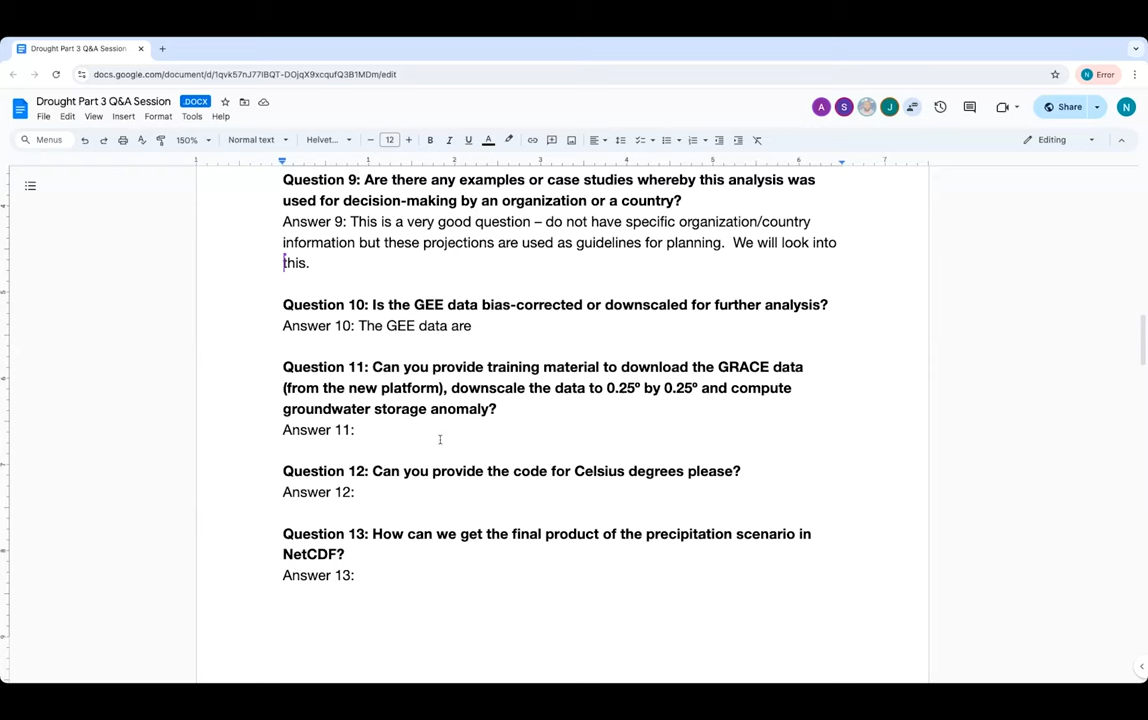 Drought Part 3 Q&A Session
docs.google.com/document/d/1qvk57nJ77IBQT-DOjqX9xcqufQ3B1MDm/edit
N Error
Drought Part 3 Q&A Session .DOCX
File Edit View Insert Format Tools Help
A S J Share N
Menus 150% Normal text Helvet... 12 B I U A Editing
1 1 2 3 4 5 6 7
Question 9: Are there any examples or case studies whereby this analysis was
used for decision-making by an organization or a country?
Answer 9: This is a very good question – do not have specific organization/country
information but these projections are used as guidelines for planning. We will look into
this.
Question 10: Is the GEE data bias-corrected or downscaled for further analysis?
Answer 10: The GEE data are
Question 11: Can you provide training material to download the GRACE data
(from the new platform), downscale the data to 0.25º by 0.25º and compute
groundwater storage anomaly?
Answer 11:
Question 12: Can you provide the code for Celsius degrees please?
Answer 12:
Question 13: How can we get the final product of the precipitation scenario in
NetCDF?
Answer 13: